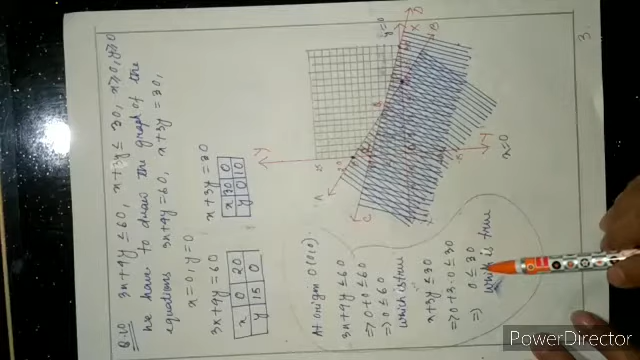 Q.10 3x+4y ≤ 60, x+3y ≤ 30, x≥0, y≥0
we have to draw the graph of the
equations 3x+4y=60, x+3y=30,
x=0, y=0
3x+4y=60
x 0 20
y 15 0
x+3y=30
x 30 0
y 0 10
At origin O(0,0)
3x+4y ≤ 60
=> 0+0 ≤ 60
=> 0 ≤ 60
which is true
x+3y ≤ 30
=> 0+3.0 ≤ 30
=> 0 ≤ 30
which is true
Y
A
C
B
D
X
y=0
x=0
3.
PowerDirector